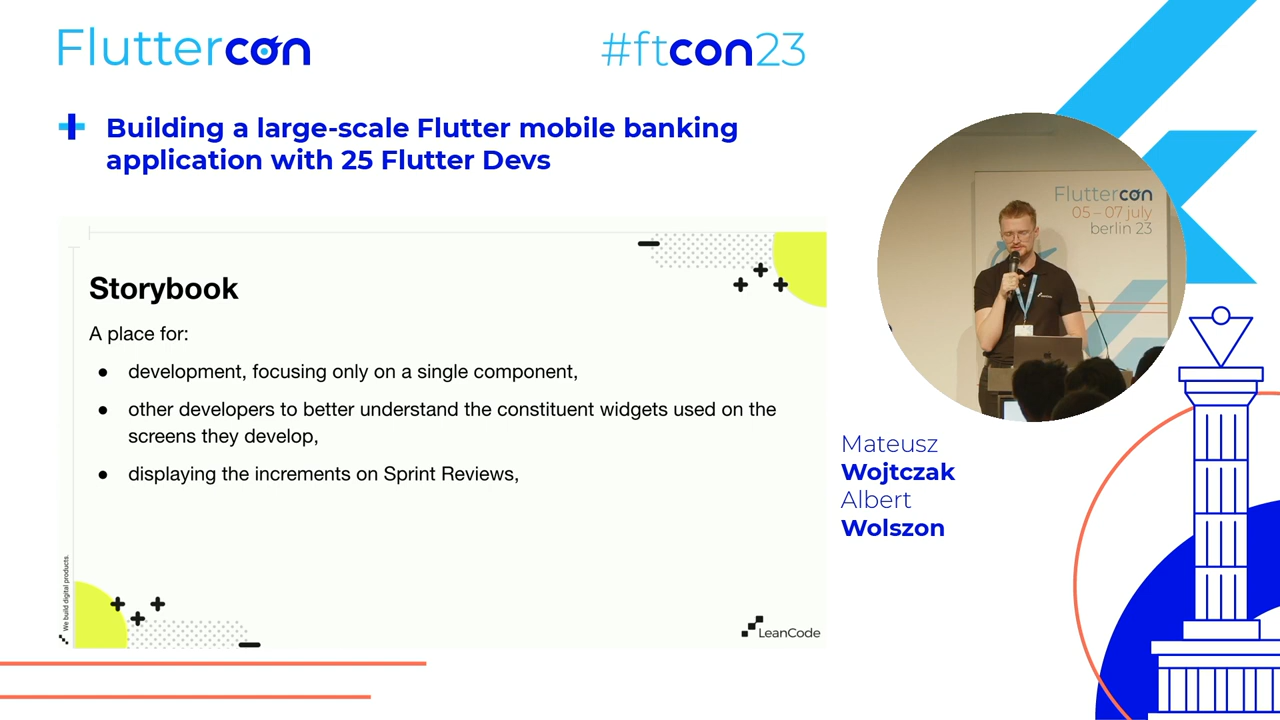 Fluttercon
#ftcon23
Building a large-scale Flutter mobile banking
application with 25 Flutter Devs
Storybook
A place for:
● development, focusing only on a single component,
● other developers to better understand the constituent widgets used on the
screens they develop,
● displaying the increments on Sprint Reviews,
We build digital products.
LeanCode
Fluttercon
05 – 07 july
berlin 23
Mateusz
Wojtczak
Albert
Wolszon